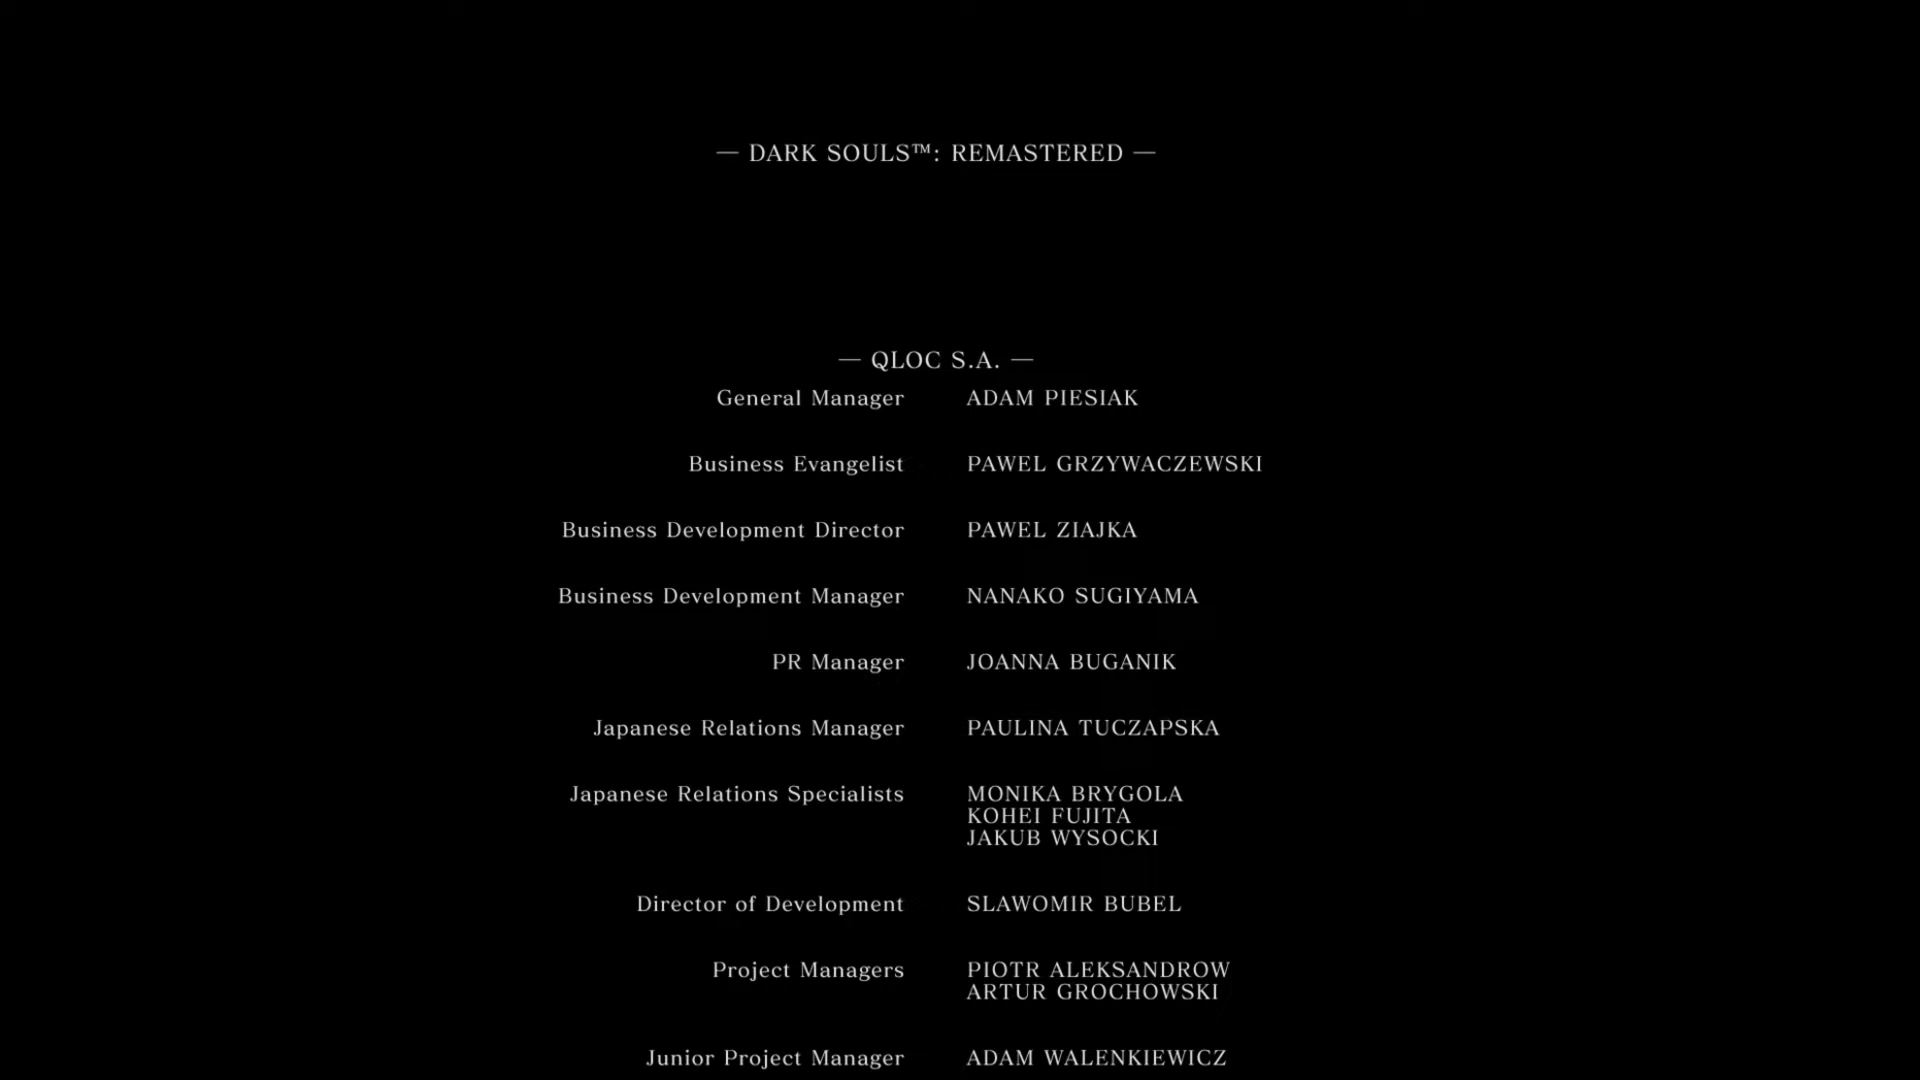 — DARK SOULS™: REMASTERED —
— QLOC S.A. —
General Manager ADAM PIESIAK
Business Evangelist PAWEL GRZYWACZEWSKI
Business Development Director PAWEL ZIAJKA
Business Development Manager NANAKO SUGIYAMA
PR Manager JOANNA BUGANIK
Japanese Relations Manager PAULINA TUCZAPSKA
Japanese Relations Specialists MONIKA BRYGOLA
KOHEI FUJITA
JAKUB WYSOCKI
Director of Development SLAWOMIR BUBEL
Project Managers PIOTR ALEKSANDROW
ARTUR GROCHOWSKI
Junior Project Manager ADAM WALENKIEWICZ